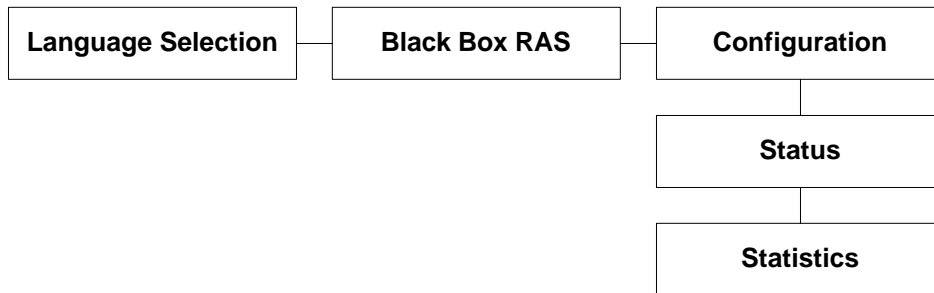 Language Selection
Black Box RAS
Configuration
Status
Statistics